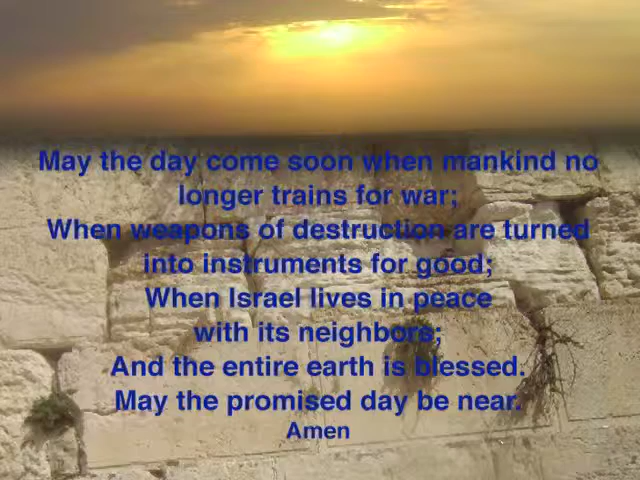 May the day come soon when mankind no
longer trains for war;
When weapons of destruction are turned
into instruments for good;
When Israel lives in peace
with its neighbors;
And the entire earth is blessed.
May the promised day be near.
Amen